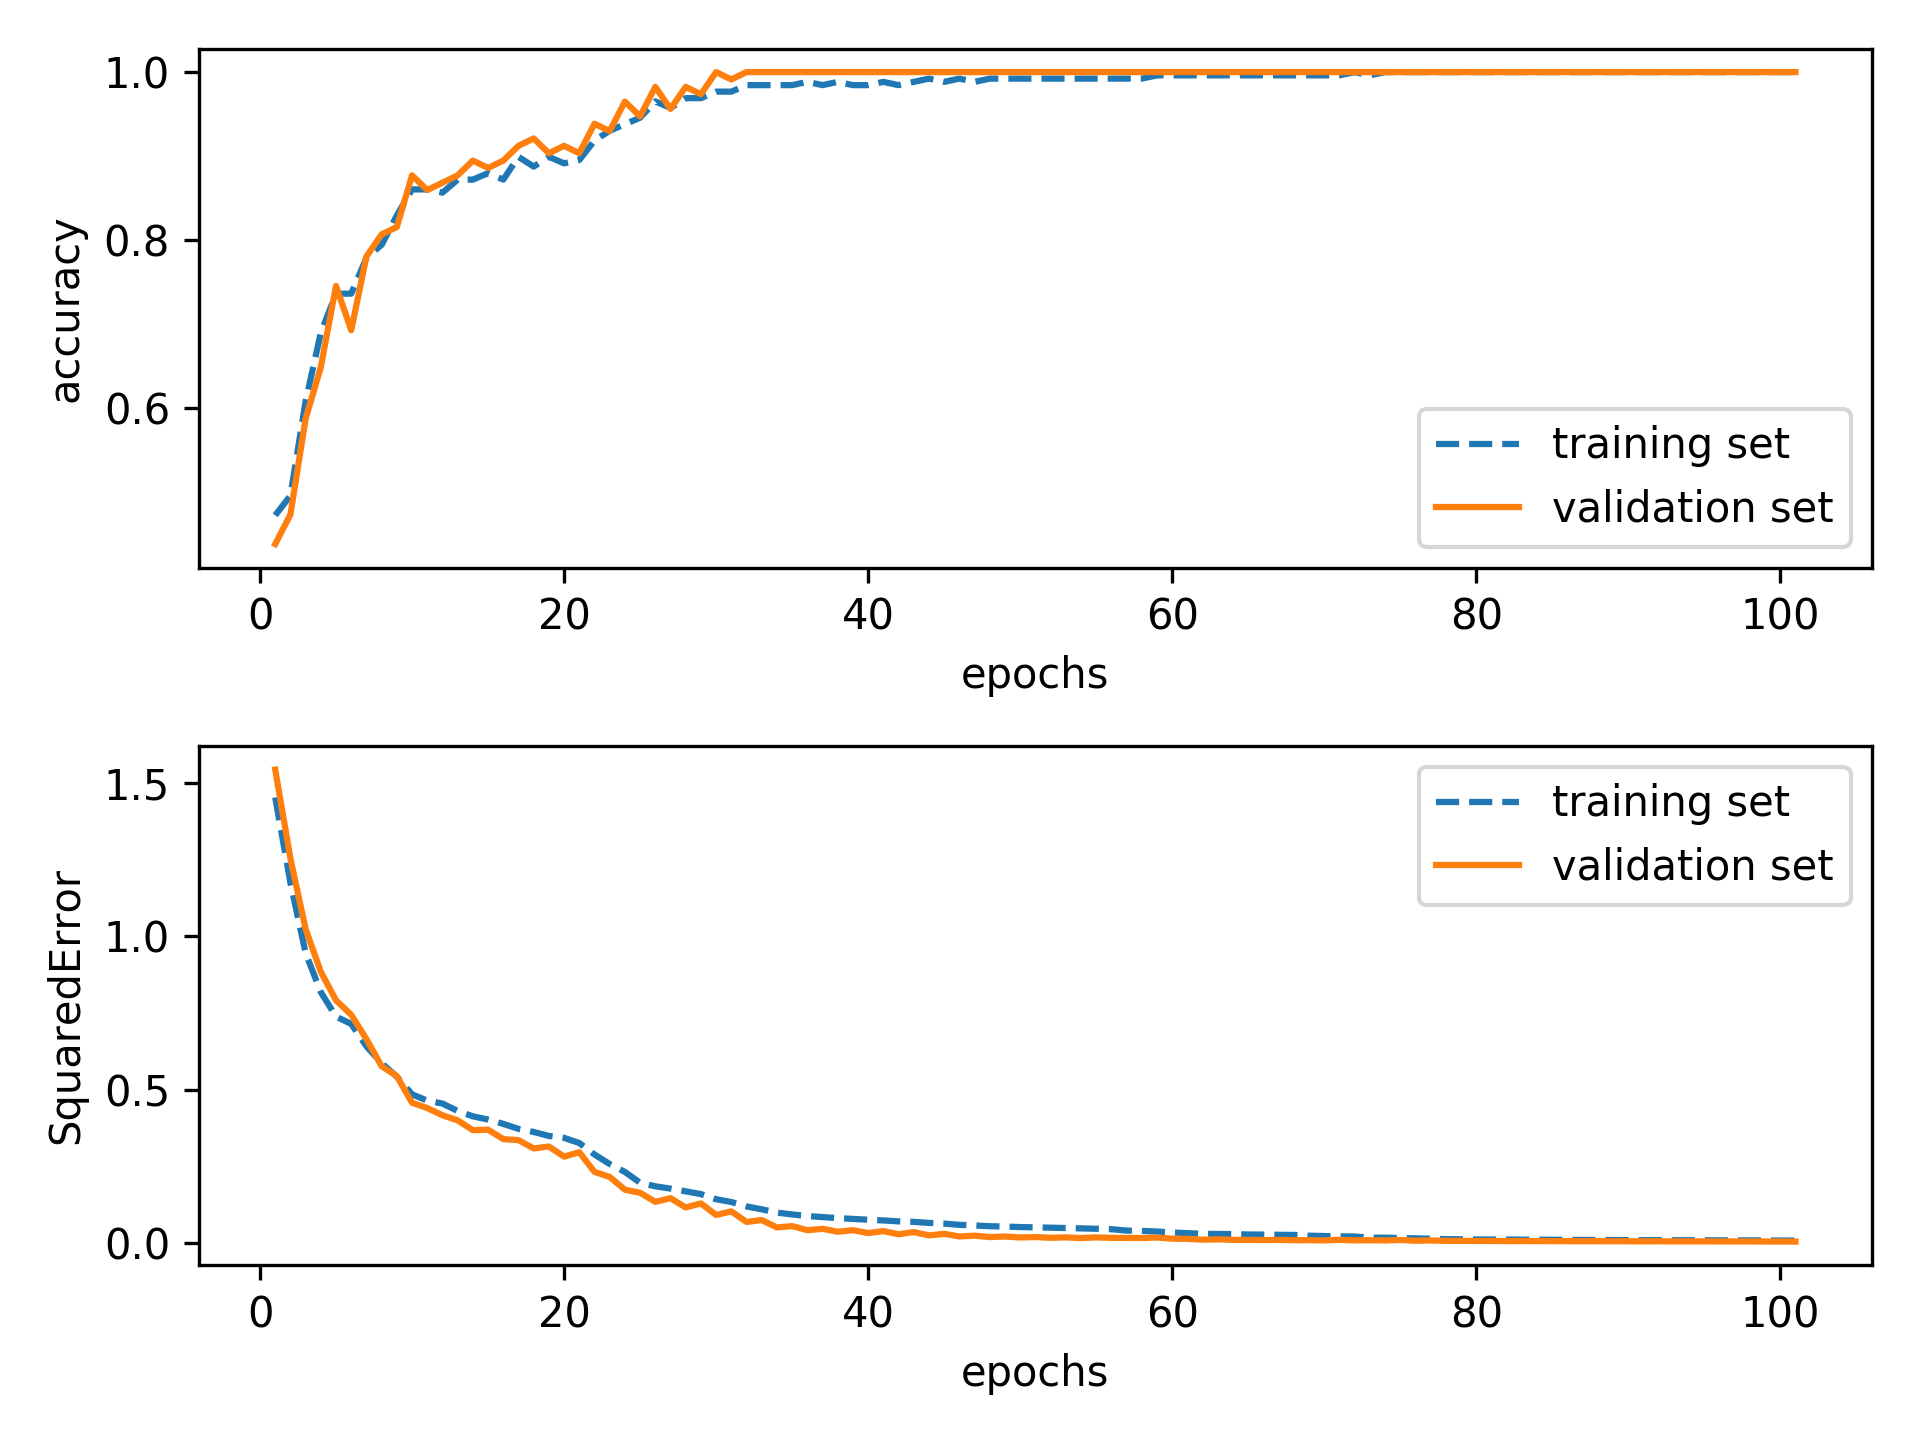 1.0
0.8
0.6
accuracy
training set
validation set
0 20 40 60 80 100
epochs
1.5
1.0
0.5
0.0
SquaredError
training set
validation set
0 20 40 60 80 100
epochs